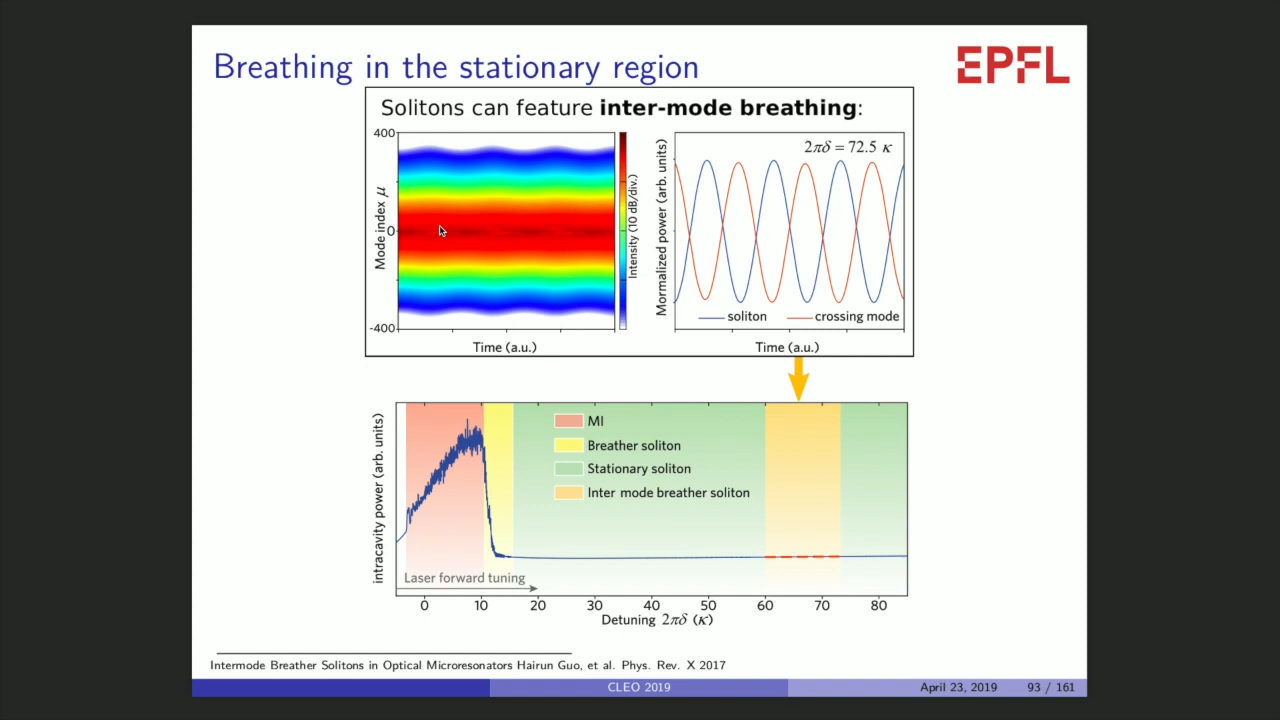 Breathing in the stationary region
EPFL
Solitons can feature inter-mode breathing:
400
0
-400
Mode index μ
Time (a.u.)
Intensity (10 dB/div.)
2πδ = 72.5 κ
Mormalized power (arb. units)
soliton
crossing mode
Time (a.u.)
MI
Breather soliton
Stationary soliton
Inter mode breather soliton
intracavity power (arb. units)
Laser forward tuning
0 10 20 30 40 50 60 70 80
Detuning 2πδ (κ)
Intermode Breather Solitons in Optical Microresonators Hairun Guo, et al. Phys. Rev. X 2017
CLEO 2019
April 23, 2019 93 / 161